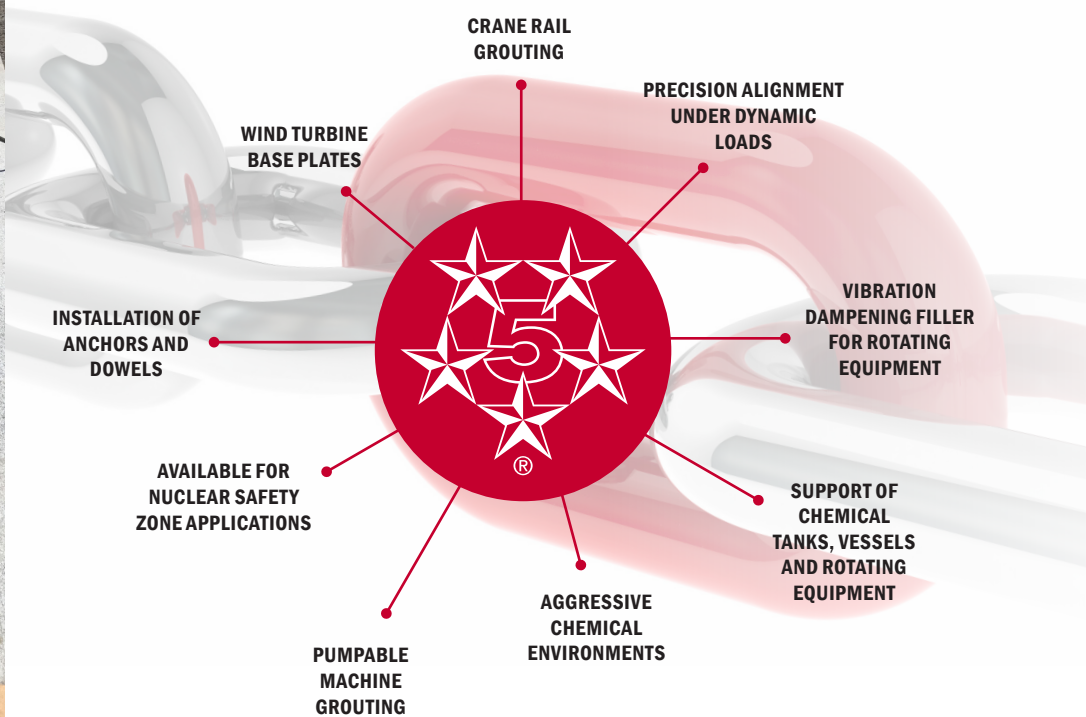 CRANE RAIL
GROUTING
PRECISION ALIGNMENT
UNDER DYNAMIC
LOADS
WIND TURBINE
BASE PLATES
VIBRATION
DAMPENING FILLER
FOR ROTATING
EQUIPMENT
INSTALLATION OF
ANCHORS AND
DOWELS
5
®
AVAILABLE FOR
NUCLEAR SAFETY
ZONE APPLICATIONS
SUPPORT OF
CHEMICAL
TANKS, VESSELS
AND ROTATING
EQUIPMENT
AGGRESSIVE
CHEMICAL
ENVIRONMENTS
PUMPABLE
MACHINE
GROUTING